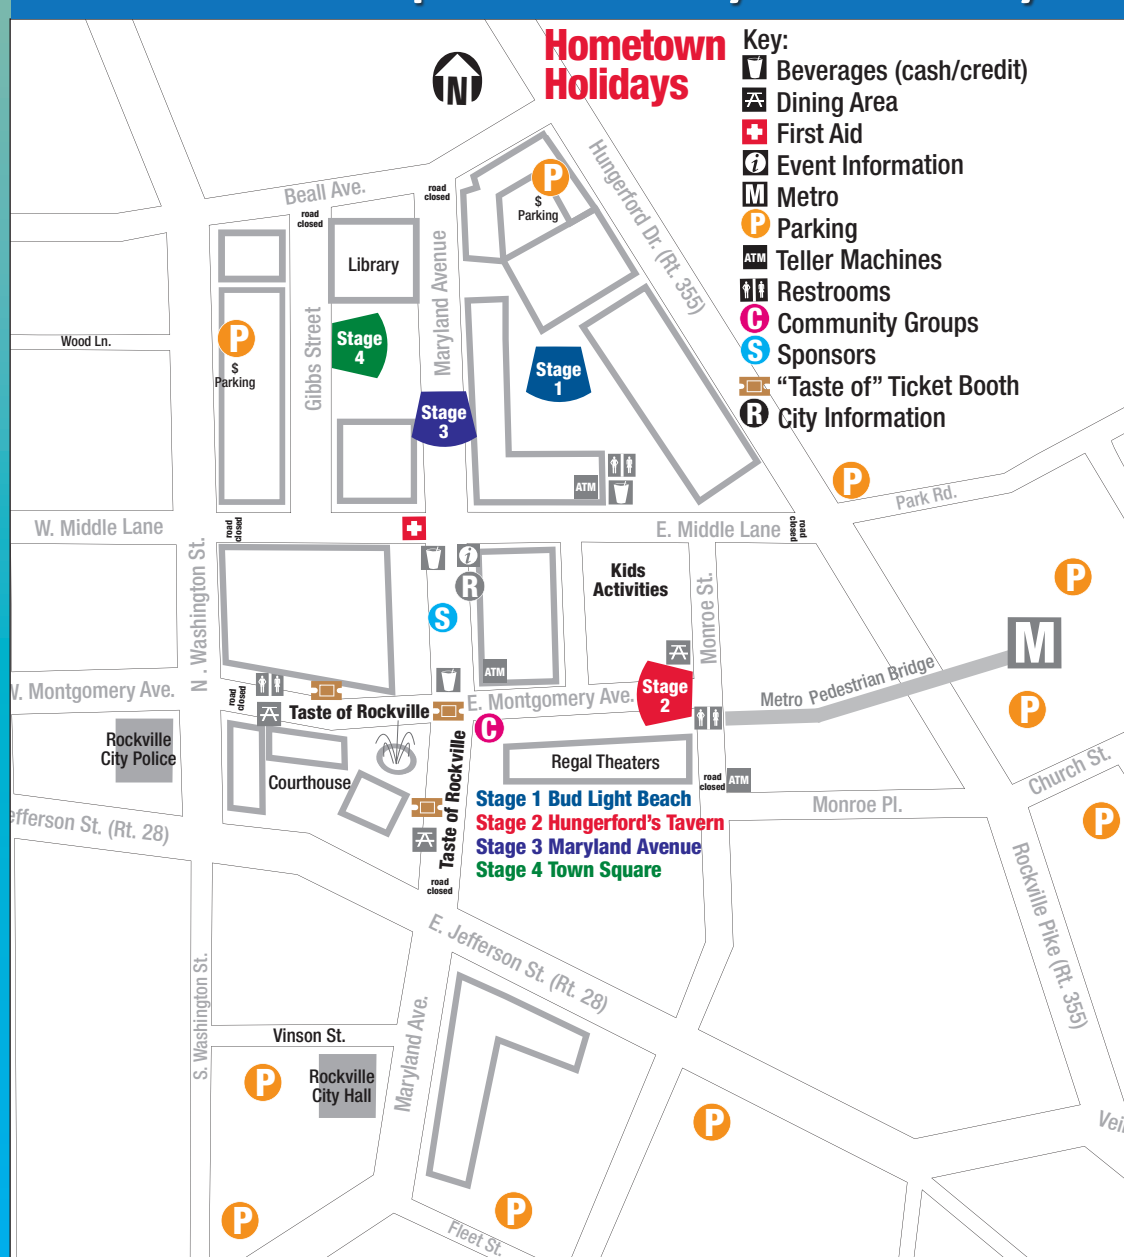 Hometown
Holidays
N
Key:
Beverages (cash/credit)
Dining Area
First Aid
i Event Information
M Metro
P Parking
ATM Teller Machines
Restrooms
C Community Groups
S Sponsors
“Taste of” Ticket Booth
R City Information
Beall Ave.
road
closed
road
closed
P
$
Parking
Hungerford Dr. (Rt. 355)
Library
Maryland Avenue
Gibbs Street
Wood Ln.
P
$
Parking
Stage
4
Stage
1
Stage
3
ATM
P
Park Rd.
W. Middle Lane
road
closed
E. Middle Lane
road
closed
N . Washington St.
i
R
S
Kids
Activities
Monroe St.
P
M
ATM
W. Montgomery Ave.
road
closed
Taste of Rockville
E. Montgomery Ave.
Stage
2
Metro Pedestrian Bridge
P
C
Rockville
City Police
Courthouse
Taste of Rockville
Regal Theaters
road
closed
ATM
Church St.
Monroe Pl.
Stage 1 Bud Light Beach
Stage 2 Hungerford’s Tavern
Stage 3 Maryland Avenue
Stage 4 Town Square
P
efferson St. (Rt. 28)
road
closed
E. Jefferson St. (Rt. 28)
Rockville Pike (Rt. 355)
S. Washington St.
Vinson St.
Maryland Ave.
P
Rockville
City Hall
P
Vei
P
P
Fleet St.